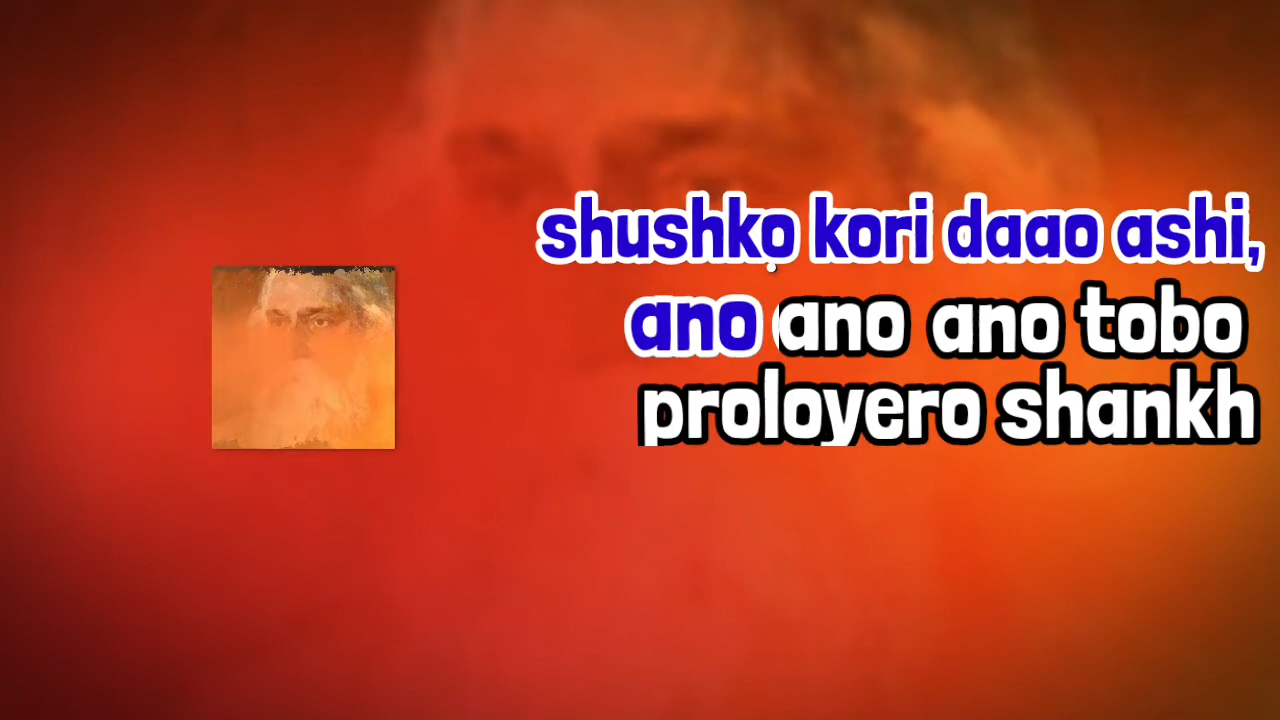 shushko kori daao ashi,
ano ano ano tobo
proloyero shankh